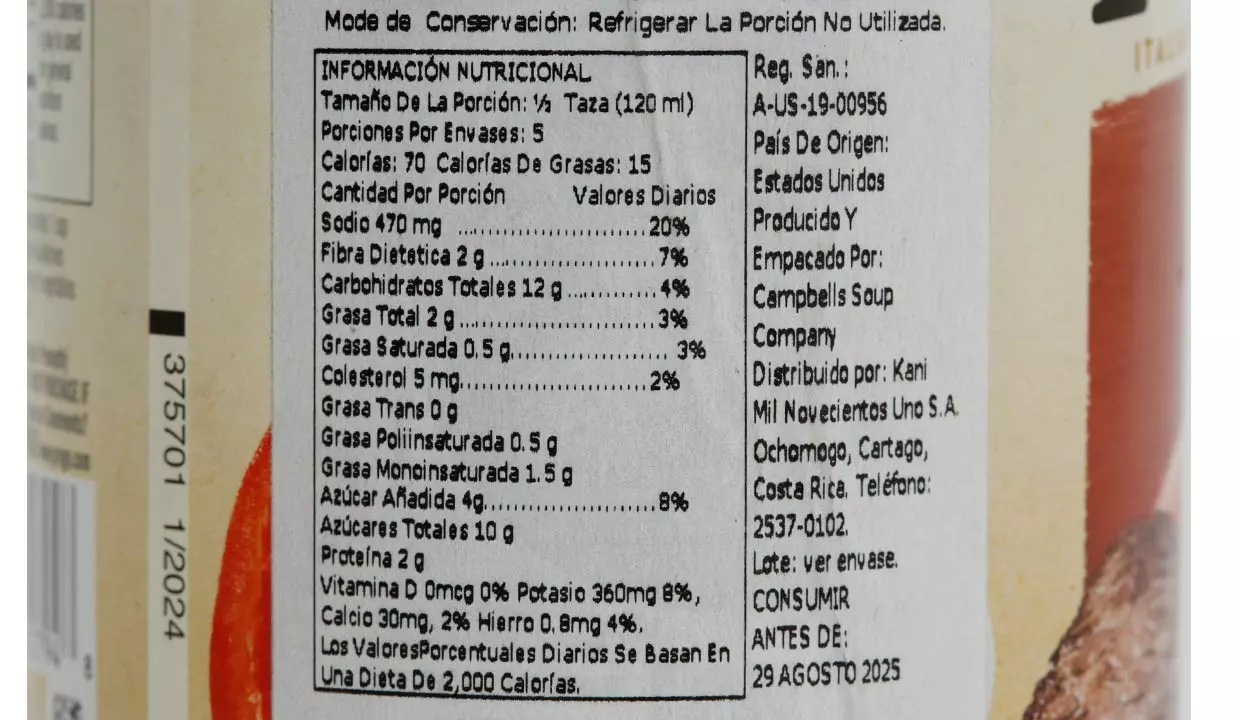 Modo de Conservación: Refrigerar La Porción No Utilizada.
INFORMACIÓN NUTRICIONAL
Tamaño De La Porción: ½ Taza (120 ml)
Porciones Por Envases: 5
Calorías: 70 Calorías De Grasas: 15
Cantidad Por Porción Valores Diarios
Sodio 470 mg ........................... 20%
Fibra Dietetica 2 g ....................... 7%
Carbohidratos Totales 12 g ............. 4%
Grasa Total 2 g ........................... 3%
Grasa Saturada 0.5 g...................... 3%
Colesterol 5 mg.......................... 2%
Grasa Trans 0 g
Grasa Poliinsaturada 0.5 g
Grasa Monoinsaturada 1.5 g
Azúcar Añadida 4g....................... 8%
Azúcares Totales 10 g
Proteína 2 g
Vitamina D 0mcg 0% Potasio 360mg 8%,
Calcio 30mg, 2% Hierro 0.8mg 4%.
Los ValoresPorcentuales Diarios Se Basan En
Una Dieta De 2,000 Calorías.
Reg. San.:
A-US-19-00956
País De Origen:
Estados Unidos
Producido Y
Empacado Por:
Campbells Soup
Company
Distribuido por: Kani
Mil Novecientos Uno S.A.
Ochomogo, Cartago,
Costa Rica. Teléfono:
2537-0102.
Lote: ver envase.
CONSUMIR
ANTES DE:
29 AGOSTO 2025
375701 1/2024